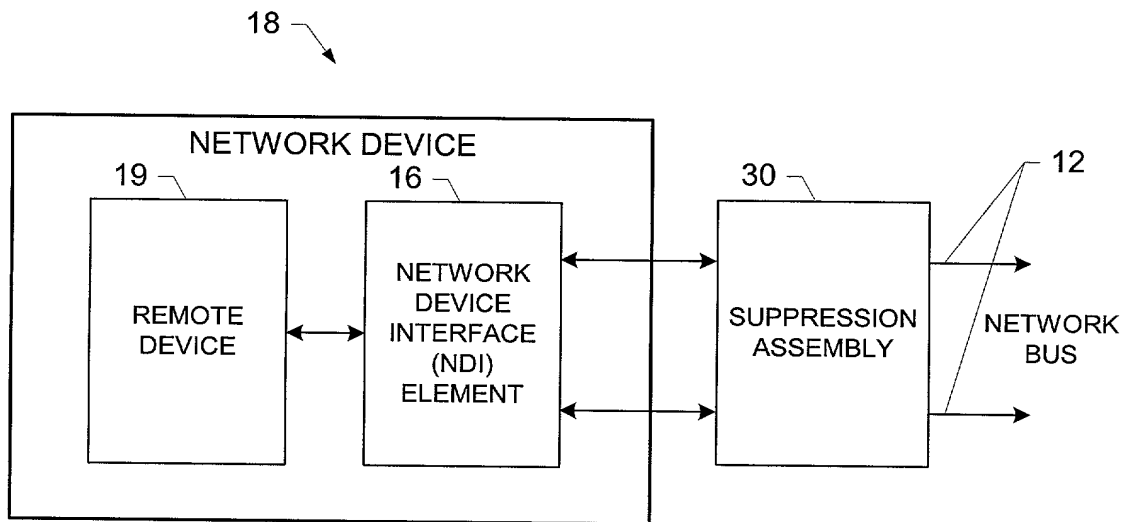 18
NETWORK DEVICE
19
16
30
12
REMOTE
DEVICE
NETWORK
DEVICE
INTERFACE
(NDI)
ELEMENT
SUPPRESSION
ASSEMBLY
NETWORK
BUS